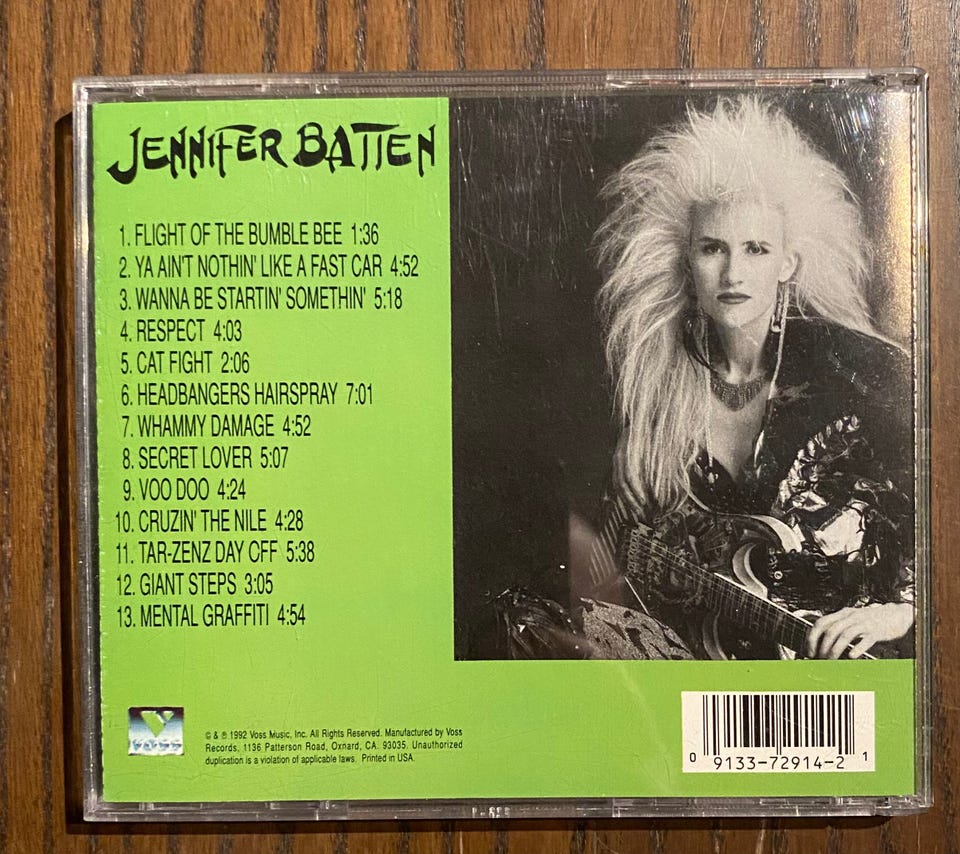 JENNIFER BATTEN
1. FLIGHT OF THE BUMBLE BEE 1:36
2. YA AIN'T NOTHIN' LIKE A FAST CAR 4:52
3. WANNA BE STARTIN' SOMETHIN' 5:18
4. RESPECT 4:03
5. CAT FIGHT 2:06
6. HEADBANGERS HAIRSPRAY 7:01
7. WHAMMY DAMAGE 4:52
8. SECRET LOVER 5:07
9. VOO DOO 4:24
10. CRUZIN' THE NILE 4:28
11. TAR-ZENZ DAY OFF 5:38
12. GIANT STEPS 3:05
13. MENTAL GRAFFITI 4:54
VOSS
© & ℗ 1992 Voss Music, Inc. All Rights Reserved. Manufactured by Voss
Records, 1136 Patterson Road, Oxnard, CA. 93035. Unauthorized
duplication is a violation of applicable laws. Printed in USA.
0 9133-72914-2 1